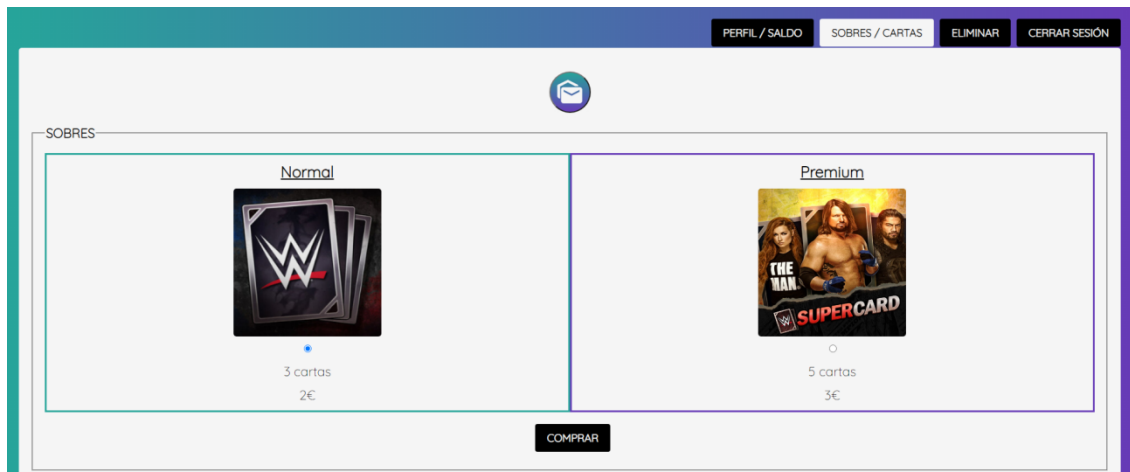 PERFIL / SALDO
SOBRES / CARTAS
ELIMINAR
CERRAR SESIÓN
SOBRES
Normal
W
3 cartas
2€
Premium
THE
MAN.
W SUPERCARD
5 cartas
3€
COMPRAR